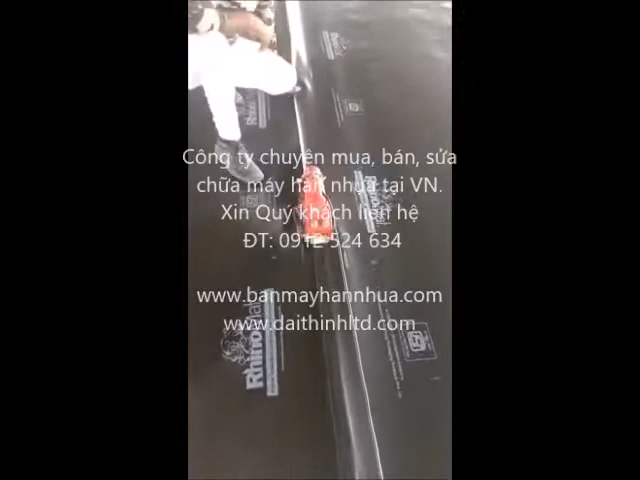 Công ty chuyên mua, bán, sửa
chữa máy hàn nhựa tại VN.
Xin Quý khách liên hệ
ĐT: 0912 524 634
www.banmayhannhua.com
www.daithinhltd.com
Rhino